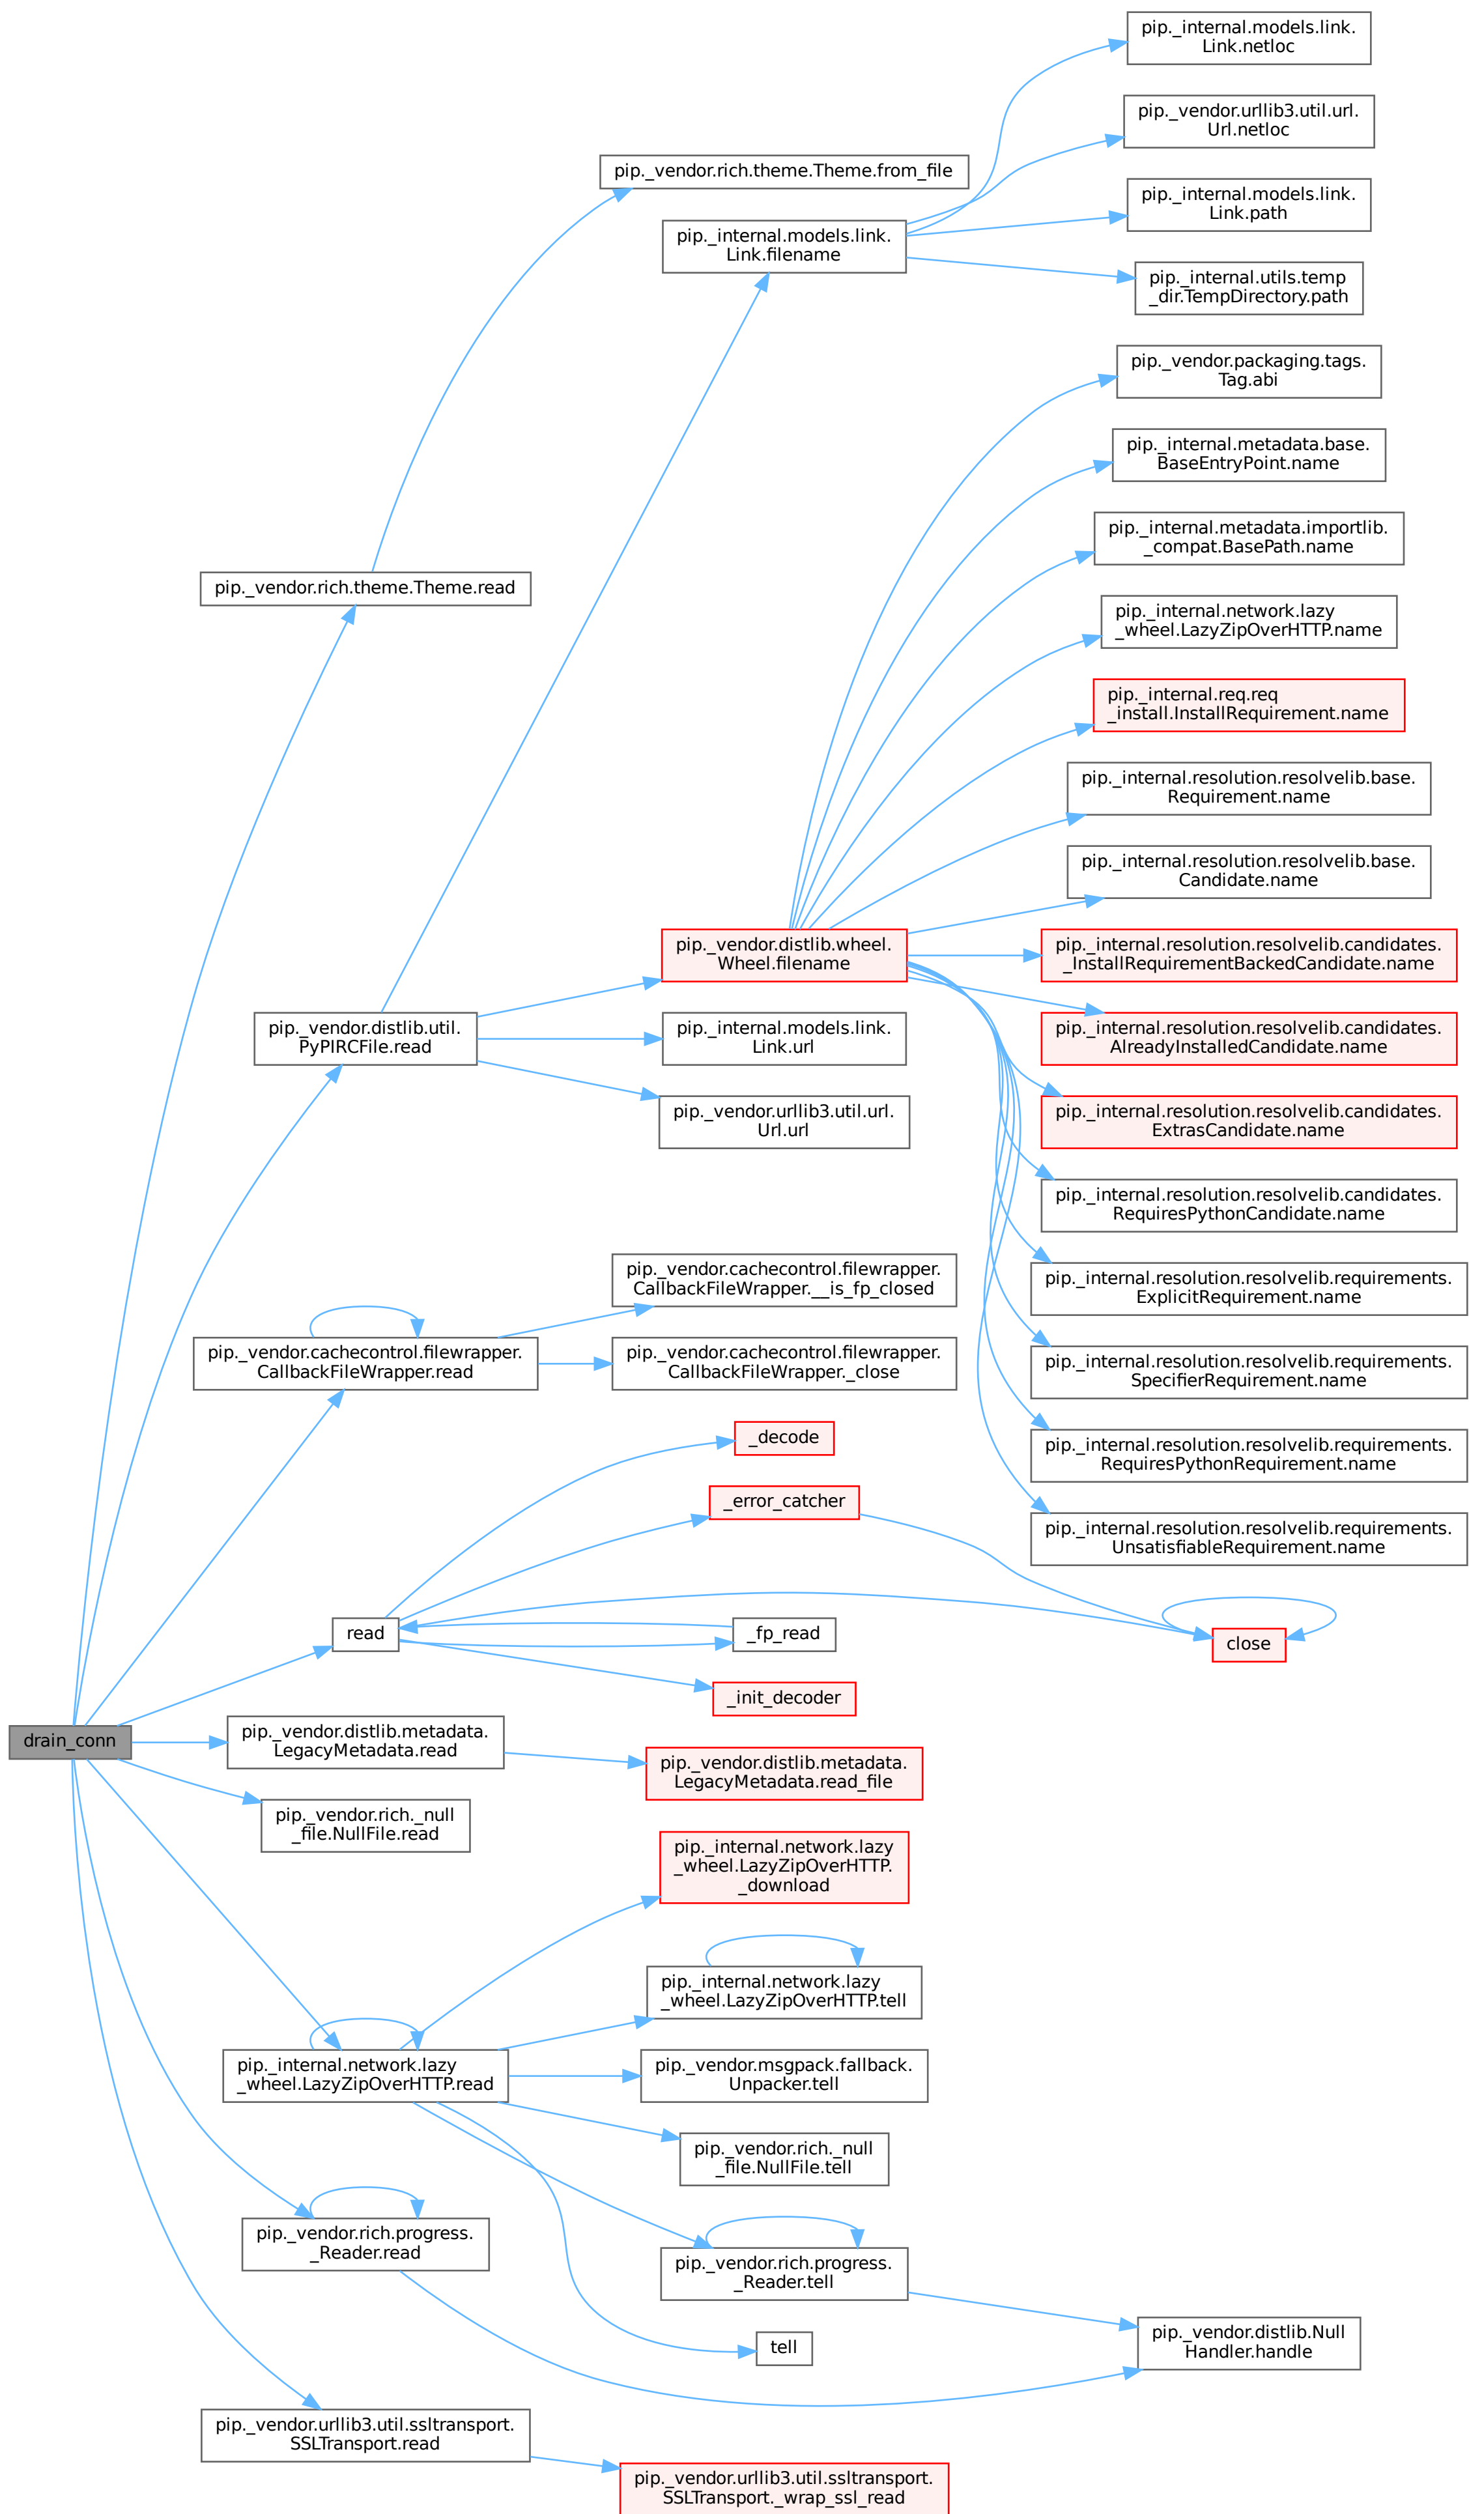 pip._internal.models.link.
Link.netloc
pip._vendor.urllib3.util.url.
Url.netloc
pip._vendor.rich.theme.Theme.from_file
pip._internal.models.link.
Link.path
pip._internal.models.link.
Link.filename
pip._internal.utils.temp
_dir.TempDirectory.path
pip._vendor.packaging.tags.
Tag.abi
pip._internal.metadata.base.
BaseEntryPoint.name
pip._internal.metadata.importlib.
_compat.BasePath.name
pip._vendor.rich.theme.Theme.read
pip._internal.network.lazy
_wheel.LazyZipOverHTTP.name
pip._internal.req.req
_install.InstallRequirement.name
pip._internal.resolution.resolvelib.base.
Requirement.name
pip._internal.resolution.resolvelib.base.
Candidate.name
pip._vendor.distlib.wheel.
Wheel.filename
pip._internal.resolution.resolvelib.candidates.
_InstallRequirementBackedCandidate.name
pip._vendor.distlib.util.
PyPIRCFile.read
pip._internal.models.link.
Link.url
pip._internal.resolution.resolvelib.candidates.
AlreadyInstalledCandidate.name
pip._vendor.urllib3.util.url.
Url.url
pip._internal.resolution.resolvelib.candidates.
ExtrasCandidate.name
pip._internal.resolution.resolvelib.candidates.
RequiresPythonCandidate.name
pip._vendor.cachecontrol.filewrapper.
CallbackFileWrapper.__is_fp_closed
pip._internal.resolution.resolvelib.requirements.
ExplicitRequirement.name
pip._vendor.cachecontrol.filewrapper.
CallbackFileWrapper.read
pip._vendor.cachecontrol.filewrapper.
CallbackFileWrapper._close
pip._internal.resolution.resolvelib.requirements.
SpecifierRequirement.name
_decode
pip._internal.resolution.resolvelib.requirements.
RequiresPythonRequirement.name
_error_catcher
pip._internal.resolution.resolvelib.requirements.
UnsatisfiableRequirement.name
read
_fp_read
close
_init_decoder
drain_conn
pip._vendor.distlib.metadata.
LegacyMetadata.read
pip._vendor.distlib.metadata.
LegacyMetadata.read_file
pip._vendor.rich._null
_file.NullFile.read
pip._internal.network.lazy
_wheel.LazyZipOverHTTP.
_download
pip._internal.network.lazy
_wheel.LazyZipOverHTTP.tell
pip._internal.network.lazy
_wheel.LazyZipOverHTTP.read
pip._vendor.msgpack.fallback.
Unpacker.tell
pip._vendor.rich._null
_file.NullFile.tell
pip._vendor.rich.progress.
_Reader.read
pip._vendor.rich.progress.
_Reader.tell
tell
pip._vendor.distlib.Null
Handler.handle
pip._vendor.urllib3.util.ssltransport.
SSLTransport.read
pip._vendor.urllib3.util.ssltransport.
SSLTransport._wrap_ssl_read